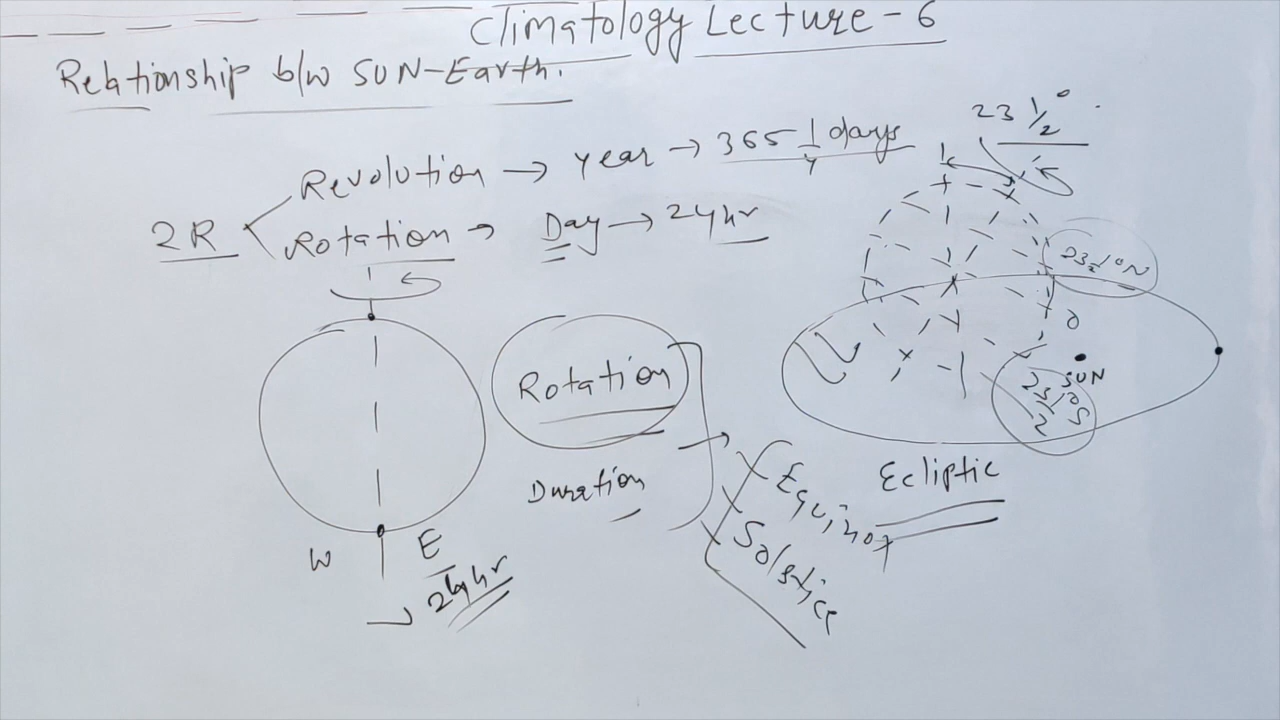 Climatology Lecture - 6
Relationship b/w SUN-Earth.
2R
Revolution → year → 365 1/4 days
Rotation → Day → 24hr
23 1/2°
23 1/2°N
0
SUN
23 1/2°S
Ecliptic
Rotation
Duration
Equinox
Solstice
W
E
24hr